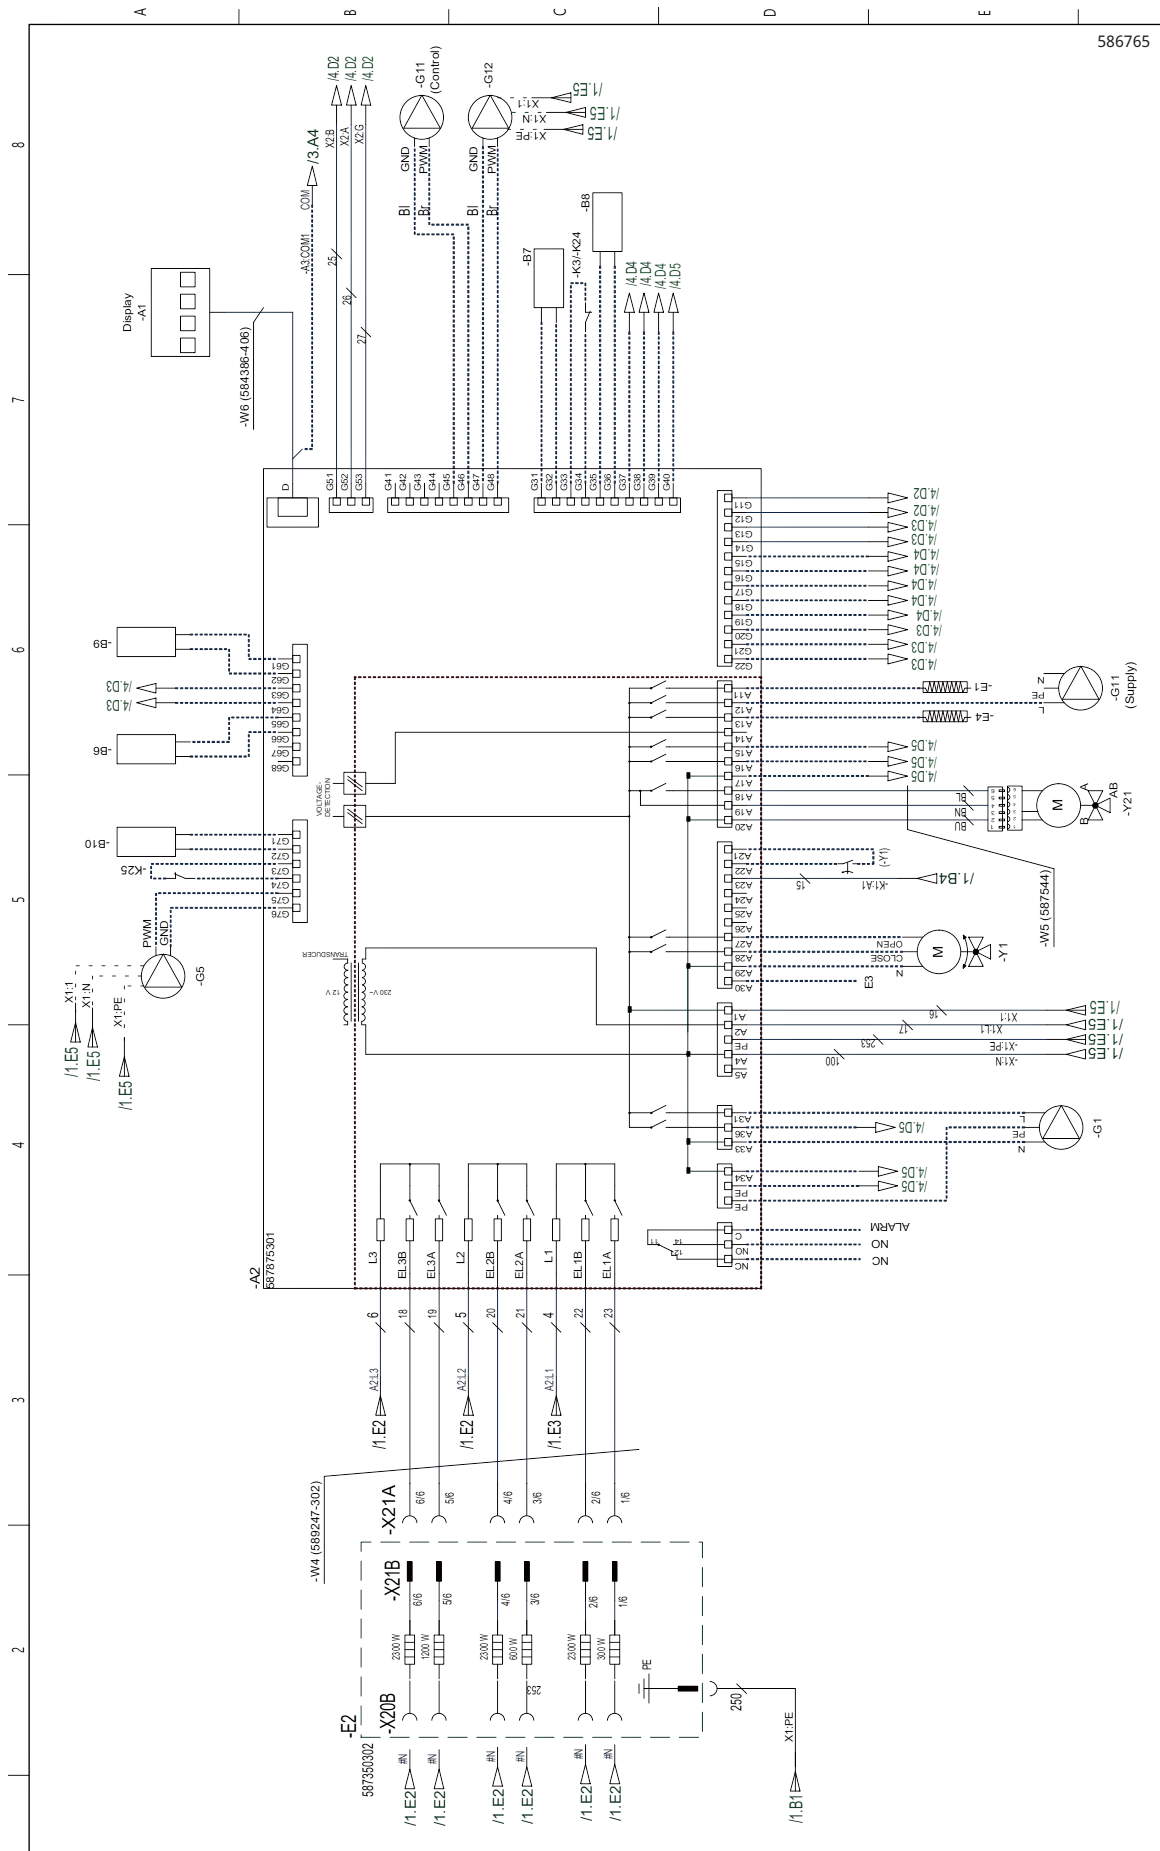 A
B
C
D
E
586765
8
7
6
5
4
3
2
Display
-A1
-W6 (584386-406)
-A3:COM1
COM
/3.A4
X2:B
/4.D2
X2:A
/4.D2
X2:G
/4.D2
25
26
27
-G11
(Control)
GND
PWM
Bl
Br
-G12
GND
PWM
Bl
Br
X1:1
/1.E5
X1:N
/1.E5
X1:PE
/1.E5
-B7
-K3/-K24
-B8
/4.D4
/4.D4
/4.D4
/4.D5
D
G51
G52
G53
G41
G42
G43
G44
G45
G46
G47
G48
G31
G32
G33
G34
G35
G36
G37
G38
G39
G40
G11
G12
G13
G14
G15
G16
G17
G18
G19
G20
G21
G22
/4.D2
/4.D2
/4.D3
/4.D3
/4.D4
/4.D4
/4.D4
/4.D4
/4.D4
/4.D3
/4.D3
/4.D3
-B9
/4.D3
/4.D3
-B6
G61
G62
G63
G64
G65
G66
G67
G68
-B10
-K25
G71
G72
G73
G74
G75
G76
PWM
GND
-G5
X1:1
X1:N
X1:PE
/1.E5
/1.E5
/1.E5
VOLTAGE-
DETECTION
TRANSDUCER
12 V
230 V~
A11
A12
A13
A14
A15
A16
A17
A18
A19
A20
-E1
-E4
N
PE
L
-G11
(Supply)
/4.D5
/4.D5
/4.D5
BL
BN
BU
M
A
AB
B
-Y21
-W5 (587544)
A21
A22
A23
A24
A25
A26
A27
A28
A29
A30
(-Y1)
15
-K1:A1
/1.B4
OPEN
CLOSE
N
E3
M
-Y1
A1
A2
PE
A4
A5
16
17
253
100
X1:1
X1:L1
-X1:PE
-X1:N
/1.E5
/1.E5
/1.E5
/1.E5
A31
A36
A33
/4.D5
L
PE
N
-G1
A34
PE
PE
/4.D5
/4.D5
C
NO
NC
11
14
12
ALARM
NO
NC
-A2
587875301
L3
EL3B
EL3A
L2
EL2B
EL2A
L1
EL1B
EL1A
6
18
19
5
20
21
4
22
23
A2:L3
A2:L2
A2:L1
/1.E2
/1.E2
/1.E3
-W4 (589247-302)
-X21A
6/6
5/6
4/6
3/6
2/6
1/6
-X21B
6/6
5/6
4/6
3/6
2/6
1/6
2300 W
1200 W
2300 W
600 W
2300 W
300 W
253
PE
-E2
-X20B
587350302
#N
#N
#N
#N
#N
#N
/1.E2
/1.E2
/1.E2
/1.E2
/1.E2
/1.E2
250
X1:PE
/1.B1